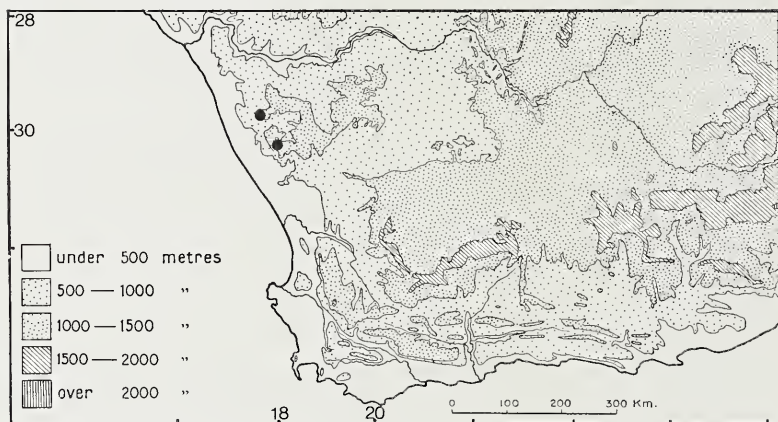 28
30
under 500 metres
500 — 1000 "
1000 — 1500 "
1500 — 2000 "
over 2000 "
18
20
0 100 200 300 Km.